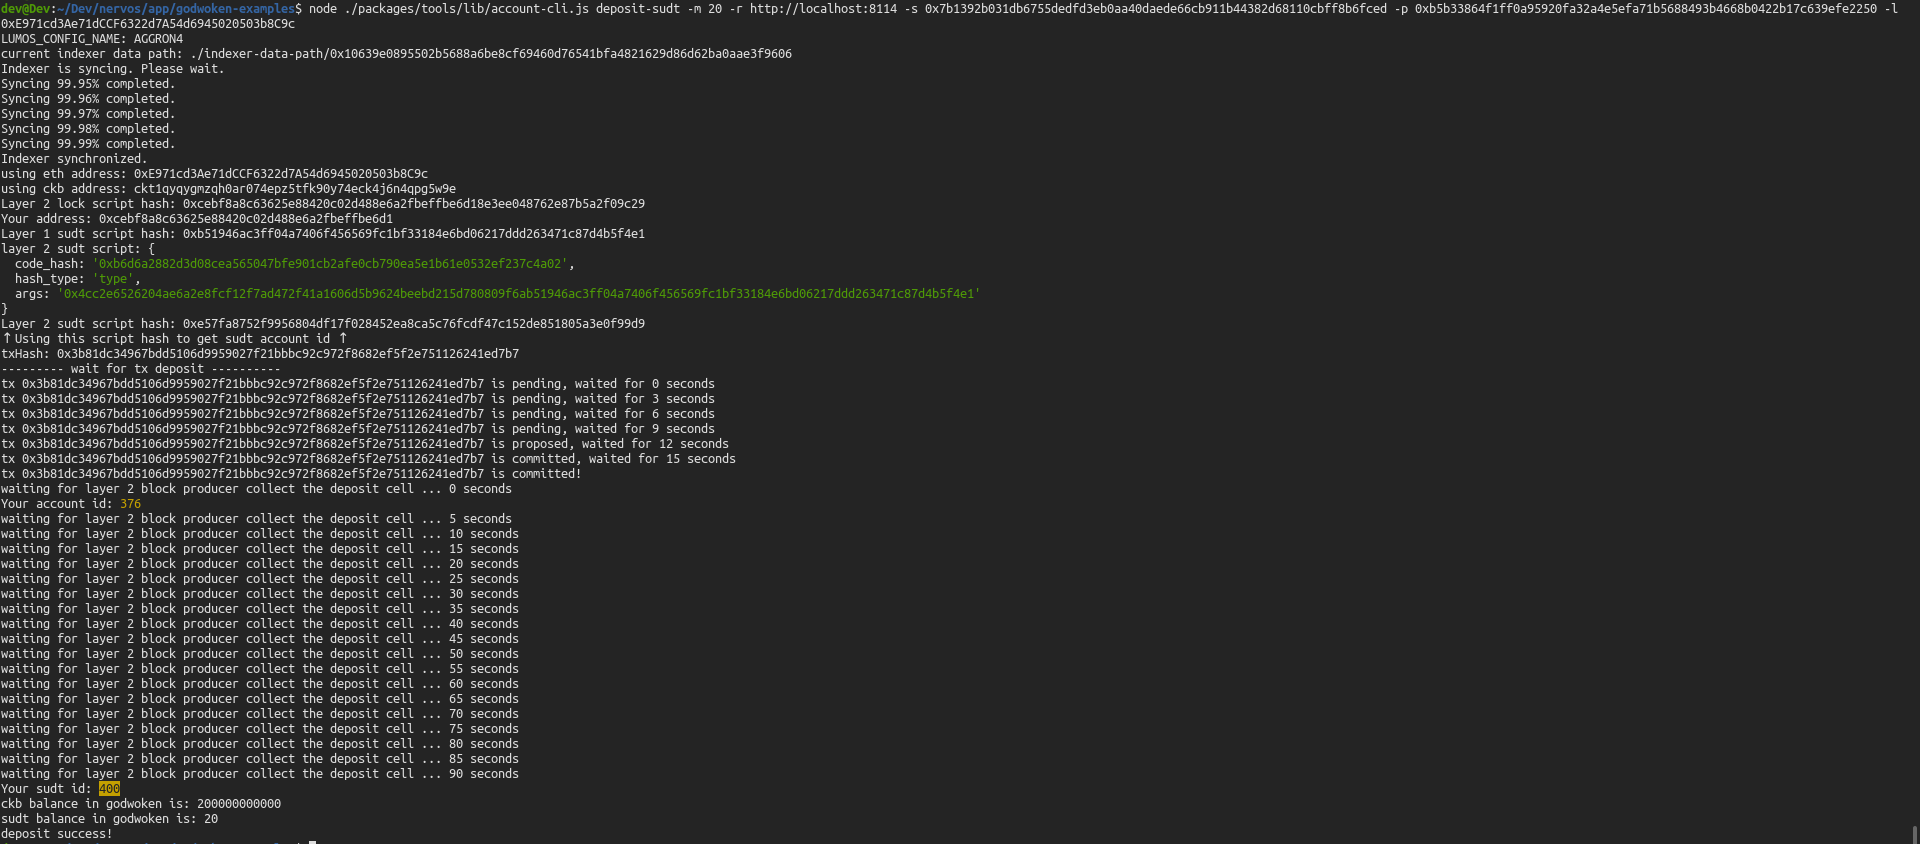 dev@Dev:~/Dev/nervos/app/godwoken-examples$ node ./packages/tools/lib/account-cli.js deposit-sudt -m 20 -r http://localhost:8114 -s 0x7b1392b031db6755dedfd3eb0aa40daede66cb911b44382d68110cbff8b6fced -p 0xb5b33864f1ff0a95920fa32a4e5efa71b5688493b4668b0422b17c639efe2250 -l
0xE971cd3Ae71dCCF6322d7A54d6945020503b8C9c
LUMOS_CONFIG_NAME: AGGRON4
current indexer data path: ./indexer-data-path/0x10639e0895502b5688a6be8cf69460d76541bfa4821629d86d62ba0aae3f9606
Indexer is syncing. Please wait.
Syncing 99.95% completed.
Syncing 99.96% completed.
Syncing 99.97% completed.
Syncing 99.98% completed.
Syncing 99.99% completed.
Indexer synchronized.
using eth address: 0xE971cd3Ae71dCCF6322d7A54d6945020503b8C9c
using ckb address: ckt1qyqygmzqh0ar074epz5tfk90y74eck4j6n4qpg5w9e
Layer 2 lock script hash: 0xcebf8a8c63625e88420c02d488e6a2fbeffbe6d18e3ee048762e87b5a2f09c29
Your address: 0xcebf8a8c63625e88420c02d488e6a2fbeffbe6d1
Layer 1 sudt script hash: 0xb51946ac3ff04a7406f456569fc1bf33184e6bd06217ddd263471c87d4b5f4e1
layer 2 sudt script: {
code_hash: '0xb6d6a2882d3d08cea565047bfe901cb2afe0cb790ea5e1b61e0532ef237c4a02',
hash_type: 'type',
args: '0x4cc2e6526204ae6a2e8fcf12f7ad472f41a1606d5b9624beebd215d780809f6ab51946ac3ff04a7406f456569fc1bf33184e6bd06217ddd263471c87d4b5f4e1'
}
Layer 2 sudt script hash: 0xe57fa8752f9956804df17f028452ea8ca5c76fcdf47c152de851805a3e0f99d9
↑Using this script hash to get sudt account id ↑
txHash: 0x3b81dc34967bdd5106d9959027f21bbbc92c972f8682ef5f2e751126241ed7b7
--------- wait for tx deposit ----------
tx 0x3b81dc34967bdd5106d9959027f21bbbc92c972f8682ef5f2e751126241ed7b7 is pending, waited for 0 seconds
tx 0x3b81dc34967bdd5106d9959027f21bbbc92c972f8682ef5f2e751126241ed7b7 is pending, waited for 3 seconds
tx 0x3b81dc34967bdd5106d9959027f21bbbc92c972f8682ef5f2e751126241ed7b7 is pending, waited for 6 seconds
tx 0x3b81dc34967bdd5106d9959027f21bbbc92c972f8682ef5f2e751126241ed7b7 is pending, waited for 9 seconds
tx 0x3b81dc34967bdd5106d9959027f21bbbc92c972f8682ef5f2e751126241ed7b7 is proposed, waited for 12 seconds
tx 0x3b81dc34967bdd5106d9959027f21bbbc92c972f8682ef5f2e751126241ed7b7 is committed, waited for 15 seconds
tx 0x3b81dc34967bdd5106d9959027f21bbbc92c972f8682ef5f2e751126241ed7b7 is committed!
waiting for layer 2 block producer collect the deposit cell ... 0 seconds
Your account id: 376
waiting for layer 2 block producer collect the deposit cell ... 5 seconds
waiting for layer 2 block producer collect the deposit cell ... 10 seconds
waiting for layer 2 block producer collect the deposit cell ... 15 seconds
waiting for layer 2 block producer collect the deposit cell ... 20 seconds
waiting for layer 2 block producer collect the deposit cell ... 25 seconds
waiting for layer 2 block producer collect the deposit cell ... 30 seconds
waiting for layer 2 block producer collect the deposit cell ... 35 seconds
waiting for layer 2 block producer collect the deposit cell ... 40 seconds
waiting for layer 2 block producer collect the deposit cell ... 45 seconds
waiting for layer 2 block producer collect the deposit cell ... 50 seconds
waiting for layer 2 block producer collect the deposit cell ... 55 seconds
waiting for layer 2 block producer collect the deposit cell ... 60 seconds
waiting for layer 2 block producer collect the deposit cell ... 65 seconds
waiting for layer 2 block producer collect the deposit cell ... 70 seconds
waiting for layer 2 block producer collect the deposit cell ... 75 seconds
waiting for layer 2 block producer collect the deposit cell ... 80 seconds
waiting for layer 2 block producer collect the deposit cell ... 85 seconds
waiting for layer 2 block producer collect the deposit cell ... 90 seconds
Your sudt id: 400
ckb balance in godwoken is: 200000000000
sudt balance in godwoken is: 20
deposit success!